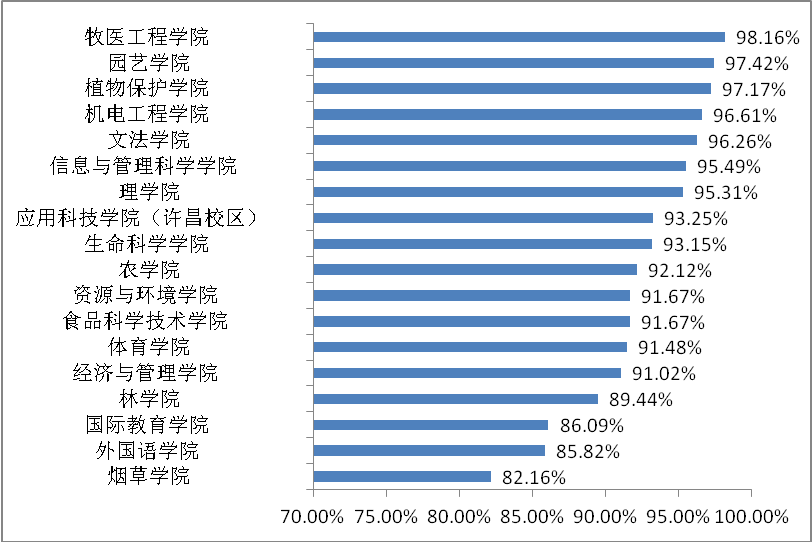 牧医工程学院 98.16%
园艺学院 97.42%
植物保护学院 97.17%
机电工程学院 96.61%
文法学院 96.26%
信息与管理科学学院 95.49%
理学院 95.31%
应用科技学院（许昌校区） 93.25%
生命科学学院 93.15%
农学院 92.12%
资源与环境学院 91.67%
食品科学技术学院 91.67%
体育学院 91.48%
经济与管理学院 91.02%
林学院 89.44%
国际教育学院 86.09%
外国语学院 85.82%
烟草学院 82.16%
70.00% 75.00% 80.00% 85.00% 90.00% 95.00% 100.00%